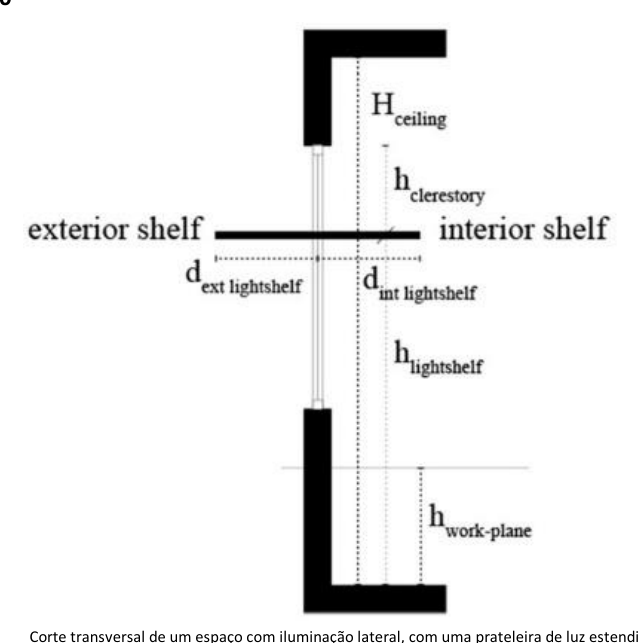 H ceiling
h clerestory
exterior shelf
interior shelf
d ext lightshelf
d int lightshelf
h lightshelf
h work-plane
Corte transversal de um espaço com iluminação lateral, com uma prateleira de luz estendi